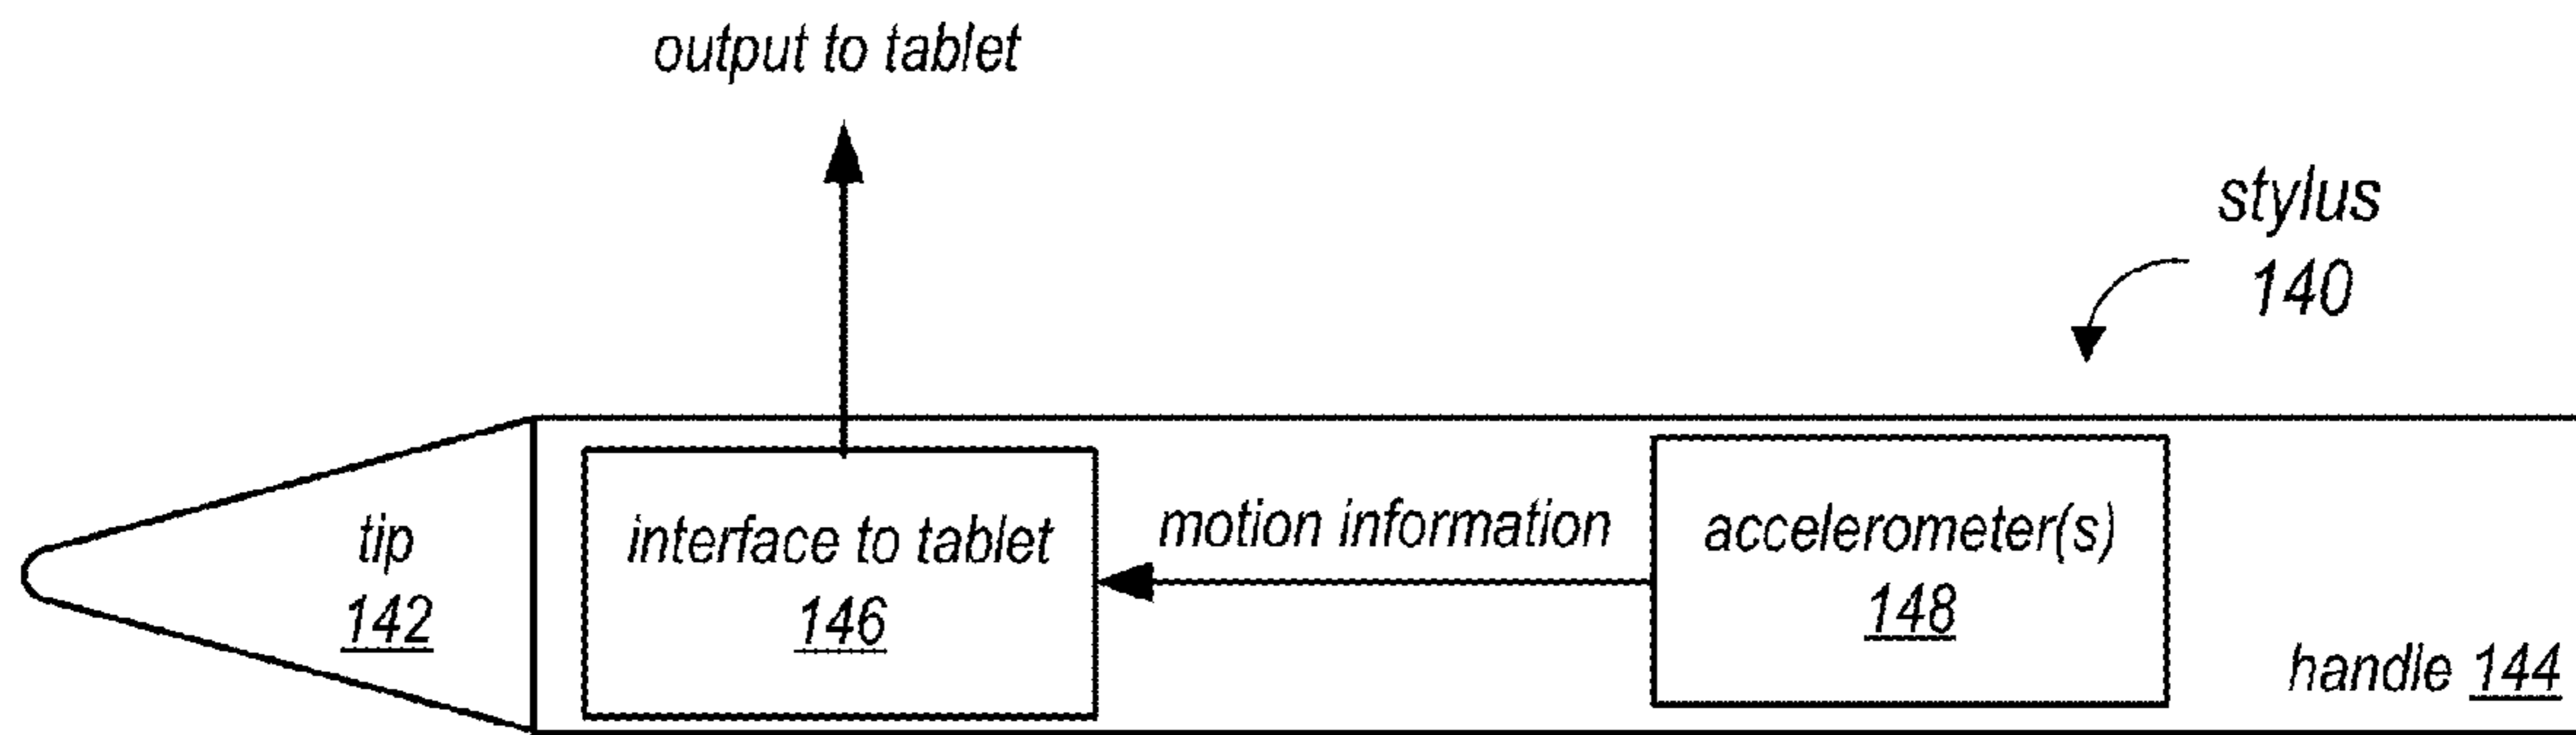 output to tablet
stylus
140
tip
142
interface to tablet
146
motion information
accelerometer(s)
148
handle 144